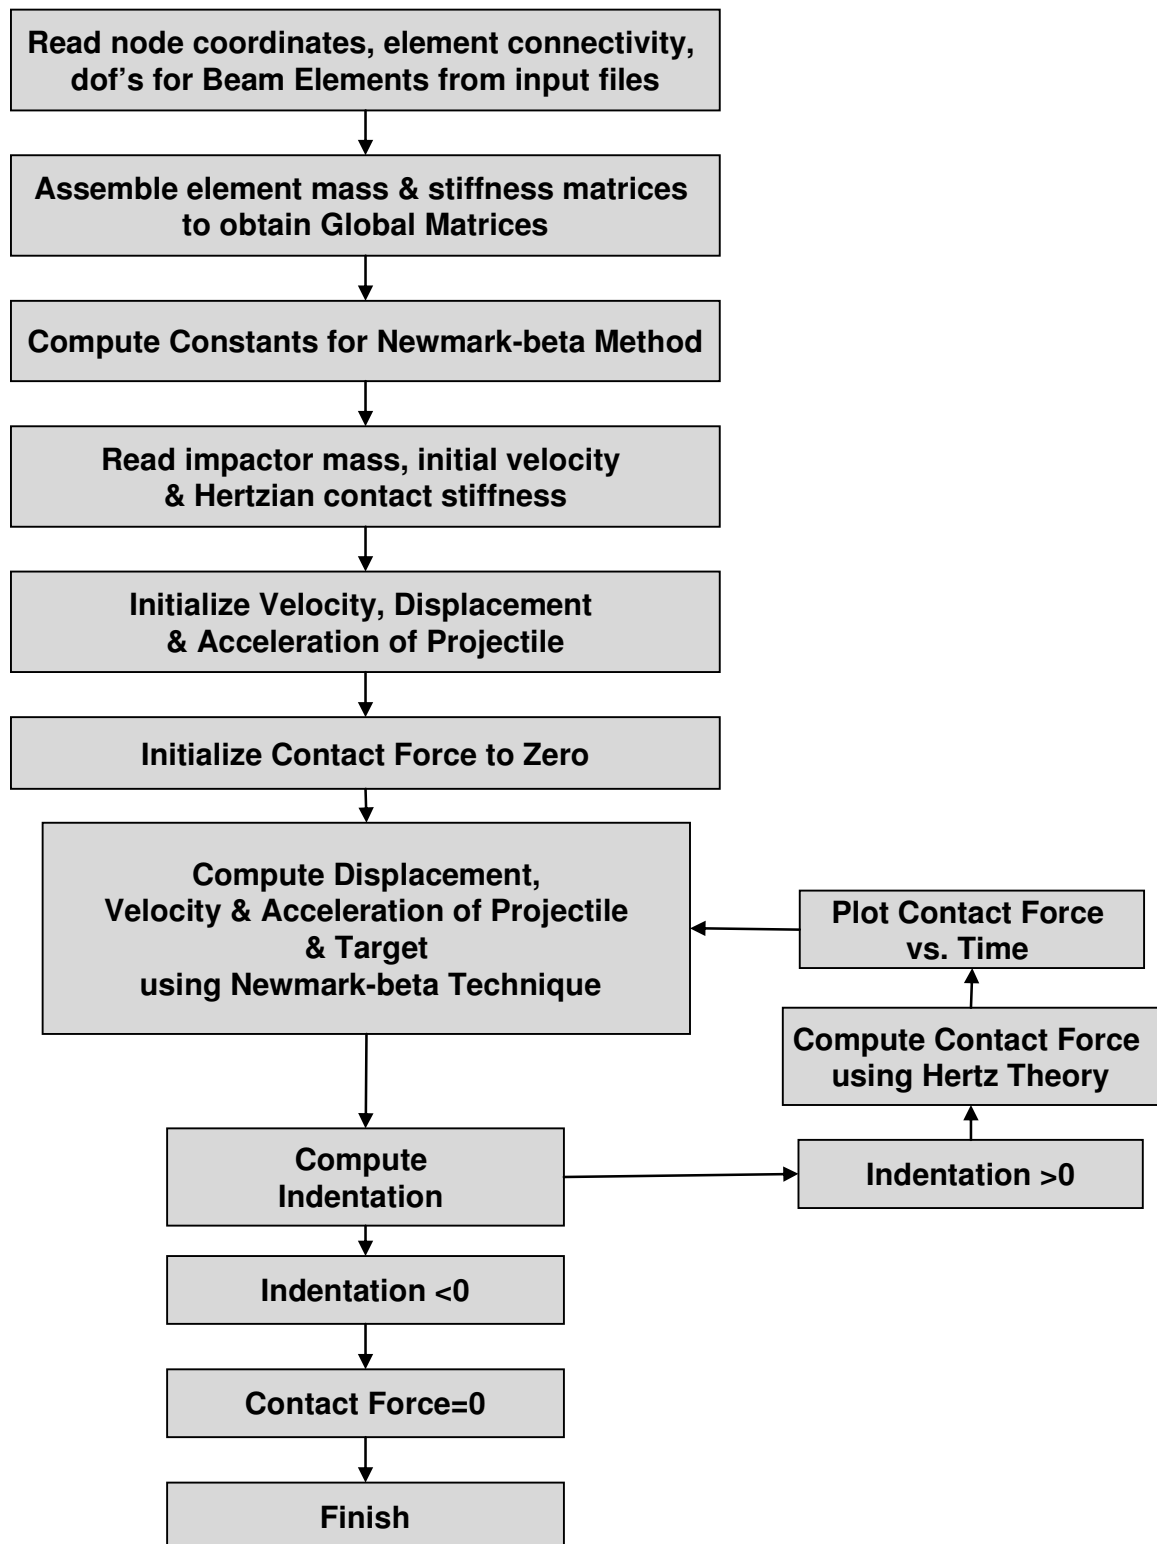 Read node coordinates, element connectivity,
dof's for Beam Elements from input files
Assemble element mass & stiffness matrices
to obtain Global Matrices
Compute Constants for Newmark-beta Method
Read impactor mass, initial velocity
& Hertzian contact stiffness
Initialize Velocity, Displacement
& Acceleration of Projectile
Initialize Contact Force to Zero
Compute Displacement,
Velocity & Acceleration of Projectile
& Target
using Newmark-beta Technique
Plot Contact Force
vs. Time
Compute Contact Force
using Hertz Theory
Indentation >0
Compute
Indentation
Indentation <0
Contact Force=0
Finish